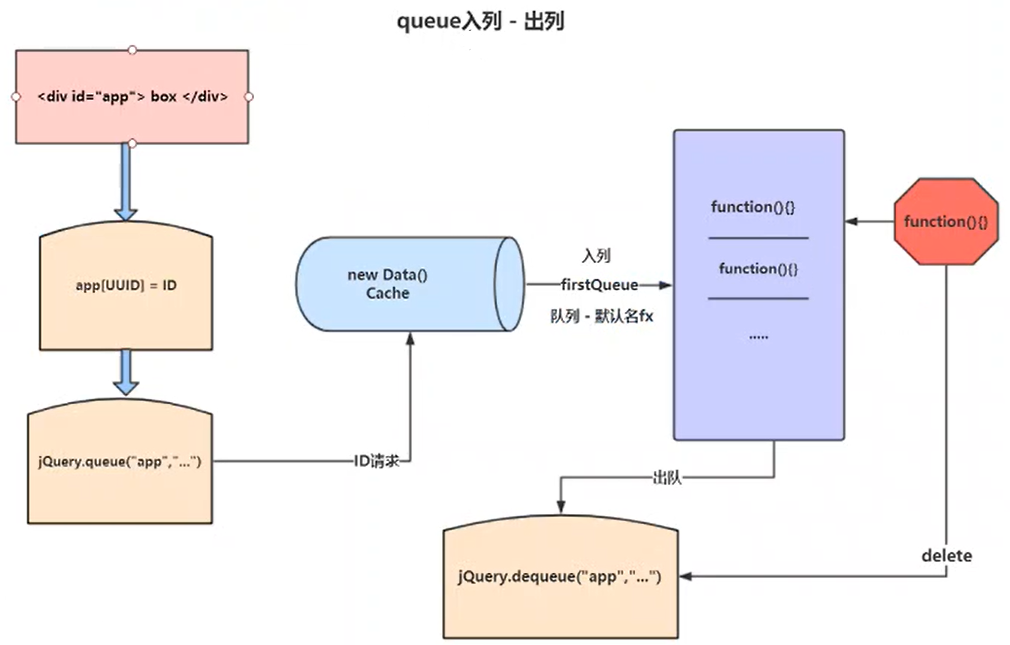 queue入列 - 出列
<div id="app"> box </div>
app[UUID] = ID
jQuery.queue("app","...")
ID请求
new Data()
Cache
入列
firstQueue
队列 - 默认名fx
function(){}
function(){}
.....
function(){}
出队
delete
jQuery.dequeue("app","...")